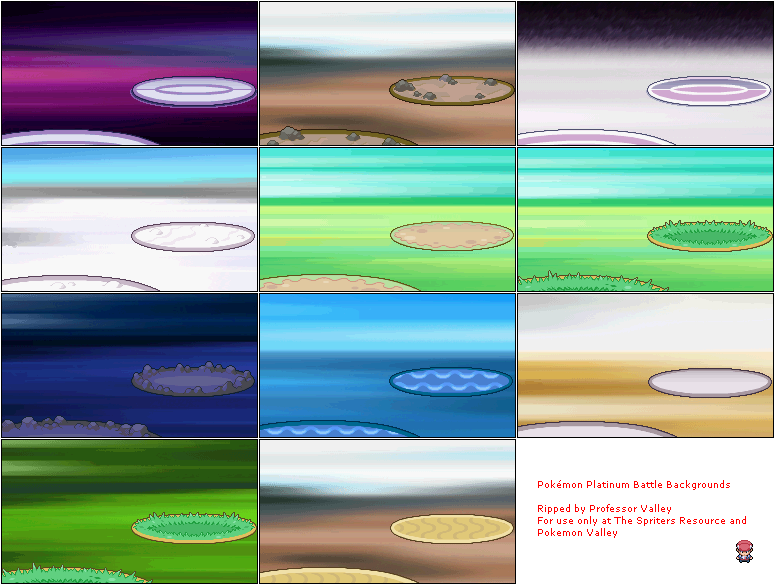 Pokémon Platinum Battle Backgrounds
Ripped by Professor Valley
For use only at The Spriters Resource and
Pokemon Valley